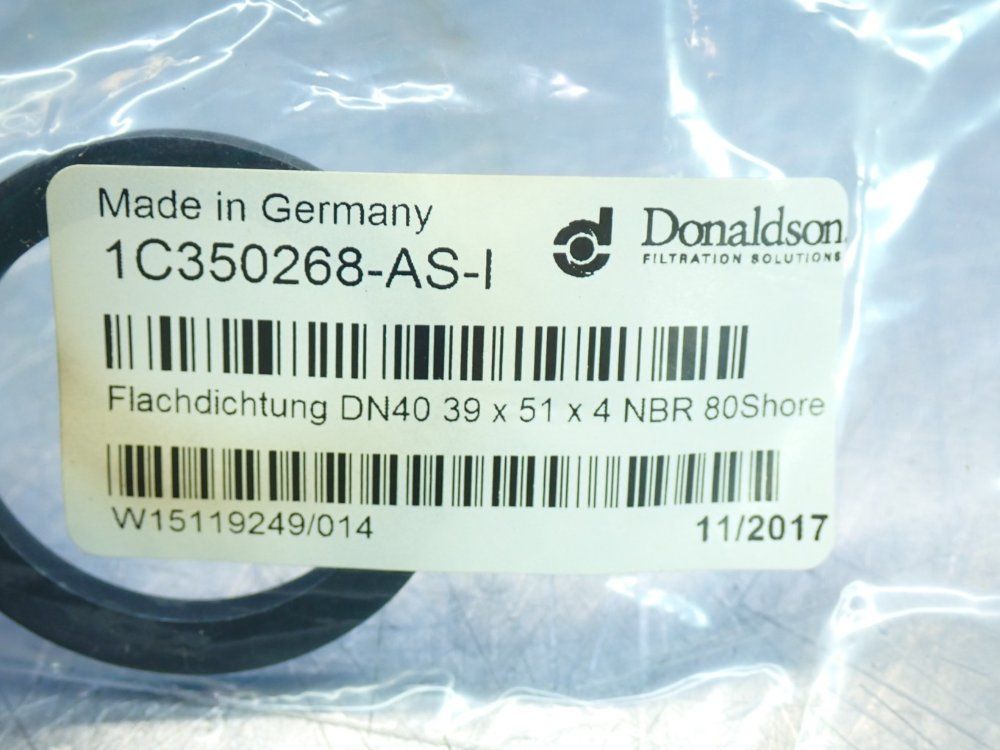 Made in Germany
1C350268-AS-I
Donaldson.
FILTRATION SOLUTIONS
Flachdichtung DN40 39 x 51 x 4 NBR 80Shore
W15119249/014
11/2017